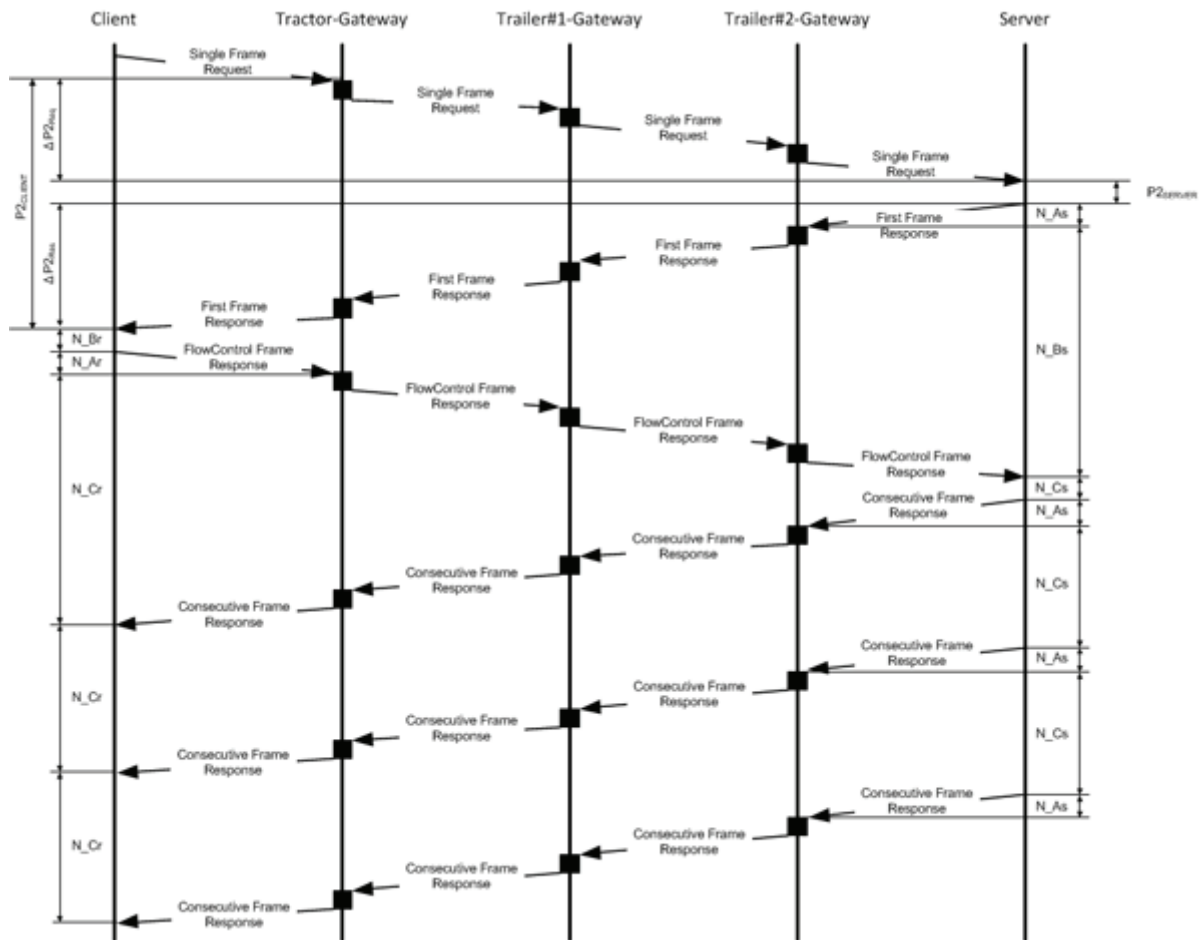 Client Tractor-Gateway Trailer#1-Gateway Trailer#2-Gateway Server
Single Frame
Request
Single Frame
Request
Single Frame
Request
Single Frame
Request
P2CLIENT
Δ P2Req
P2SERVER
Δ P2Res
First Frame
Response
N_As
First Frame
Response
First Frame
Response
First Frame
Response
N_Br
N_Ar
FlowControl Frame
Response
N_Bs
FlowControl Frame
Response
FlowControl Frame
Response
FlowControl Frame
Response
N_Cr
N_Cs
Consecutive Frame
Response
N_As
Consecutive Frame
Response
Consecutive Frame
Response
Consecutive Frame
Response
N_Cs
Consecutive Frame
Response
N_As
Consecutive Frame
Response
N_Cr
Consecutive Frame
Response
Consecutive Frame
Response
N_Cs
Consecutive Frame
Response
N_As
Consecutive Frame
Response
N_Cr
Consecutive Frame
Response
Consecutive Frame
Response